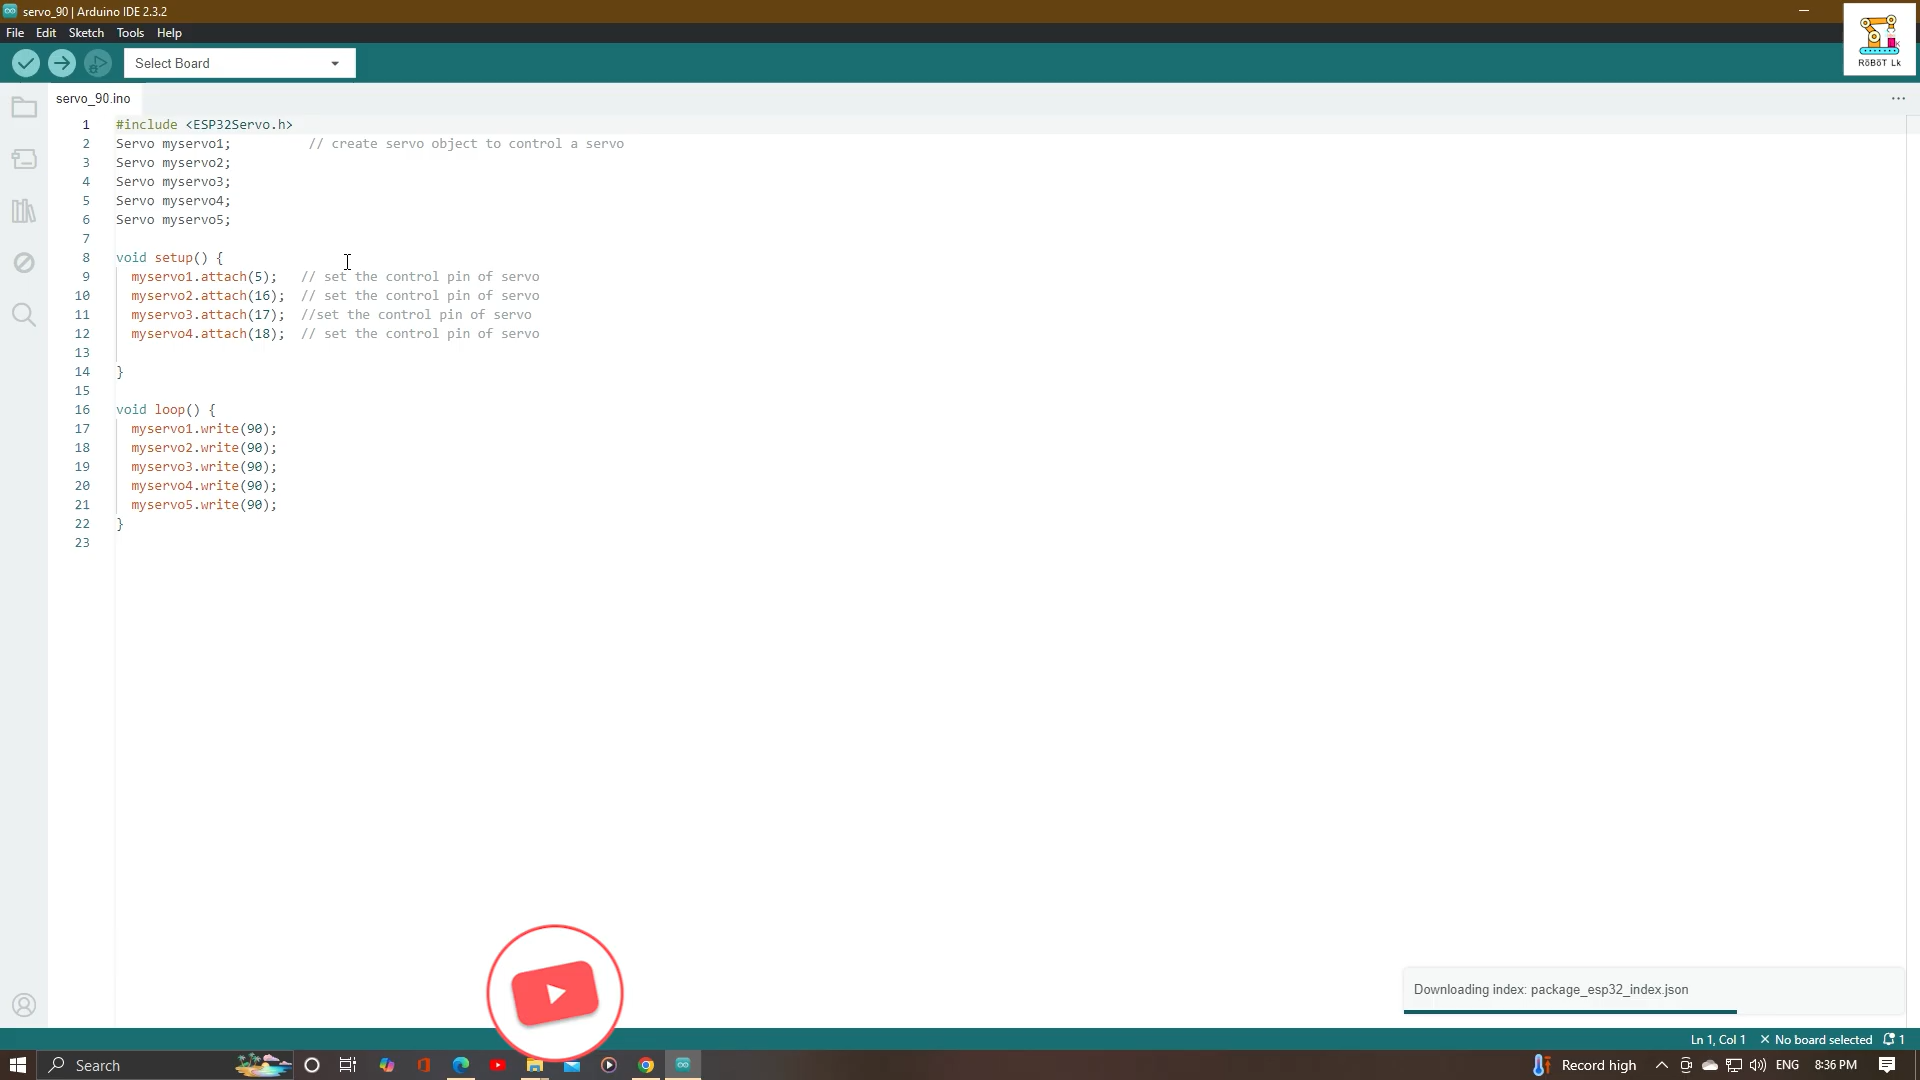 servo_90 | Arduino IDE 2.3.2
File Edit Sketch Tools Help
RōBōT Lk
Select Board
servo_90.ino
1 #include <ESP32Servo.h>
2 Servo myservo1; // create servo object to control a servo
3 Servo myservo2;
4 Servo myservo3;
5 Servo myservo4;
6 Servo myservo5;
7
8 void setup() {
9 myservo1.attach(5); // set the control pin of servo
10 myservo2.attach(16); // set the control pin of servo
11 myservo3.attach(17); //set the control pin of servo
12 myservo4.attach(18); // set the control pin of servo
13
14 }
15
16 void loop() {
17 myservo1.write(90);
18 myservo2.write(90);
19 myservo3.write(90);
20 myservo4.write(90);
21 myservo5.write(90);
22 }
23
Downloading index: package_esp32_index.json
Ln 1, Col 1 × No board selected 1
Search Record high ENG 8:36 PM